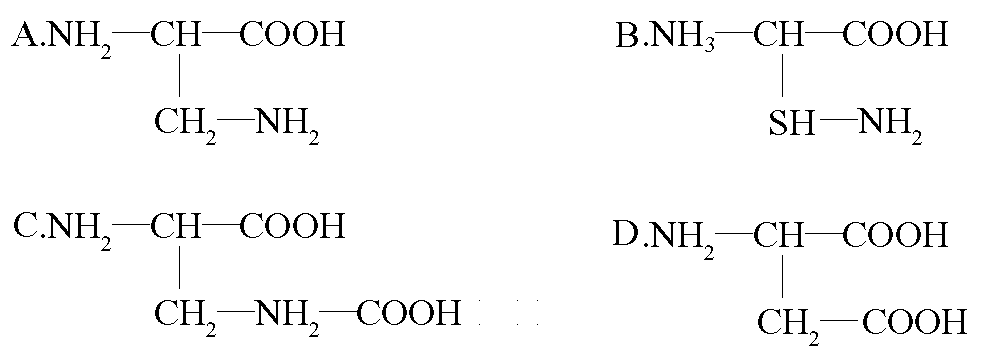 A.NH₂—CH—COOH
CH₂—NH₂
B.NH₃—CH—COOH
SH—NH₂
C.NH₂—CH—COOH
CH₂—NH₂—COOH
D.NH₂—CH—COOH
CH₂—COOH